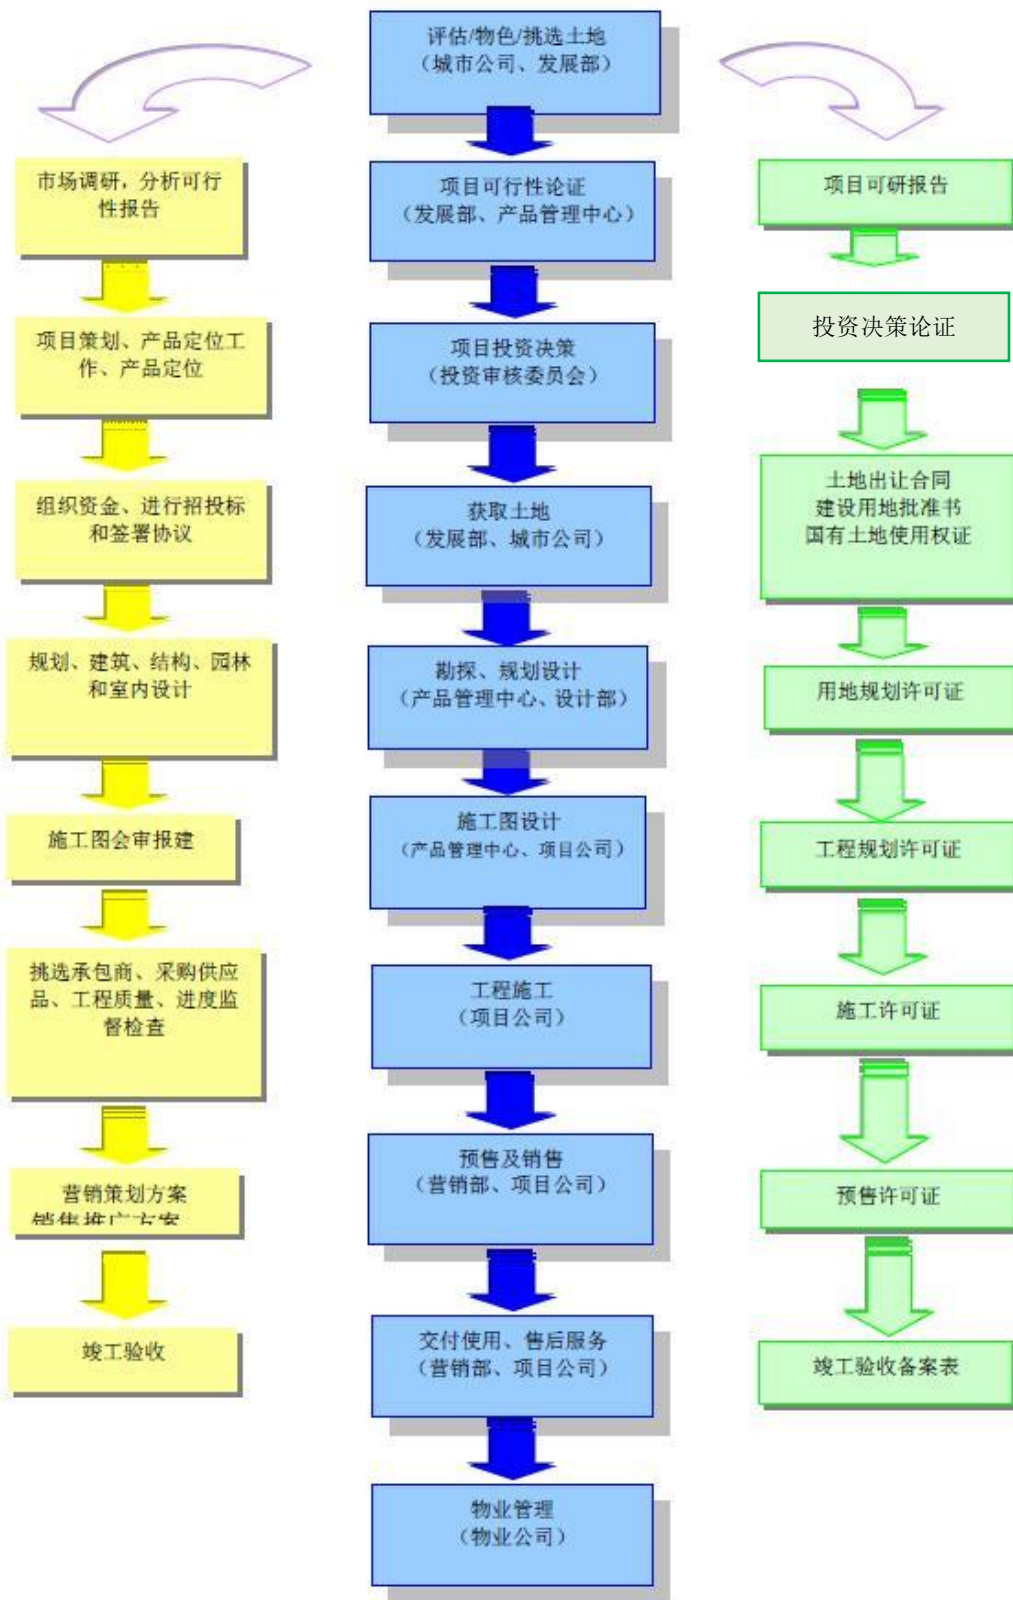 评估/物色/挑选土地
（城市公司、发展部）
市场调研，分析可行
性报告
项目可行性论证
（发展部、产品管理中心）
项目可研报告
项目策划、产品定位工
作、产品定位
项目投资决策
（投资审核委员会）
投资决策论证
组织资金、进行招投标
和签署协议
获取土地
（发展部、城市公司）
土地出让合同
建设用地批准书
国有土地使用权证
规划、建筑、结构、园林
和室内设计
勘探、规划设计
（产品管理中心、设计部）
用地规划许可证
施工图会审报建
施工图设计
（产品管理中心、项目公司）
工程规划许可证
挑选承包商、采购供应
品、工程质量、进度监
督检查
工程施工
（项目公司）
施工许可证
营销策划方案
销售推广方案
预售及销售
（营销部、项目公司）
预售许可证
竣工验收
交付使用、售后服务
（营销部、项目公司）
竣工验收备案表
物业管理
（物业公司）